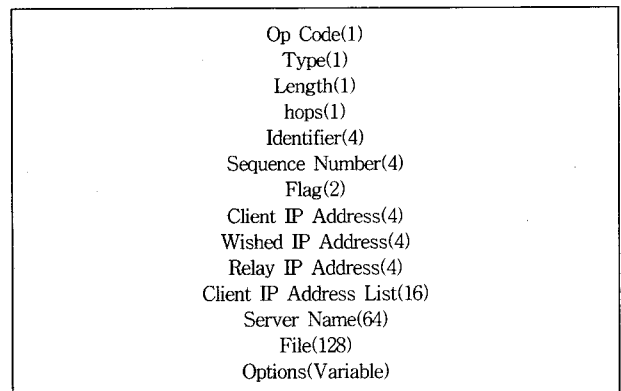 Op Code(1)
Type(1)
Length(1)
hops(1)
Identifier(4)
Sequence Number(4)
Flag(2)
Client IP Address(4)
Wished IP Address(4)
Relay IP Address(4)
Client IP Address List(16)
Server Name(64)
File(128)
Options(Variable)